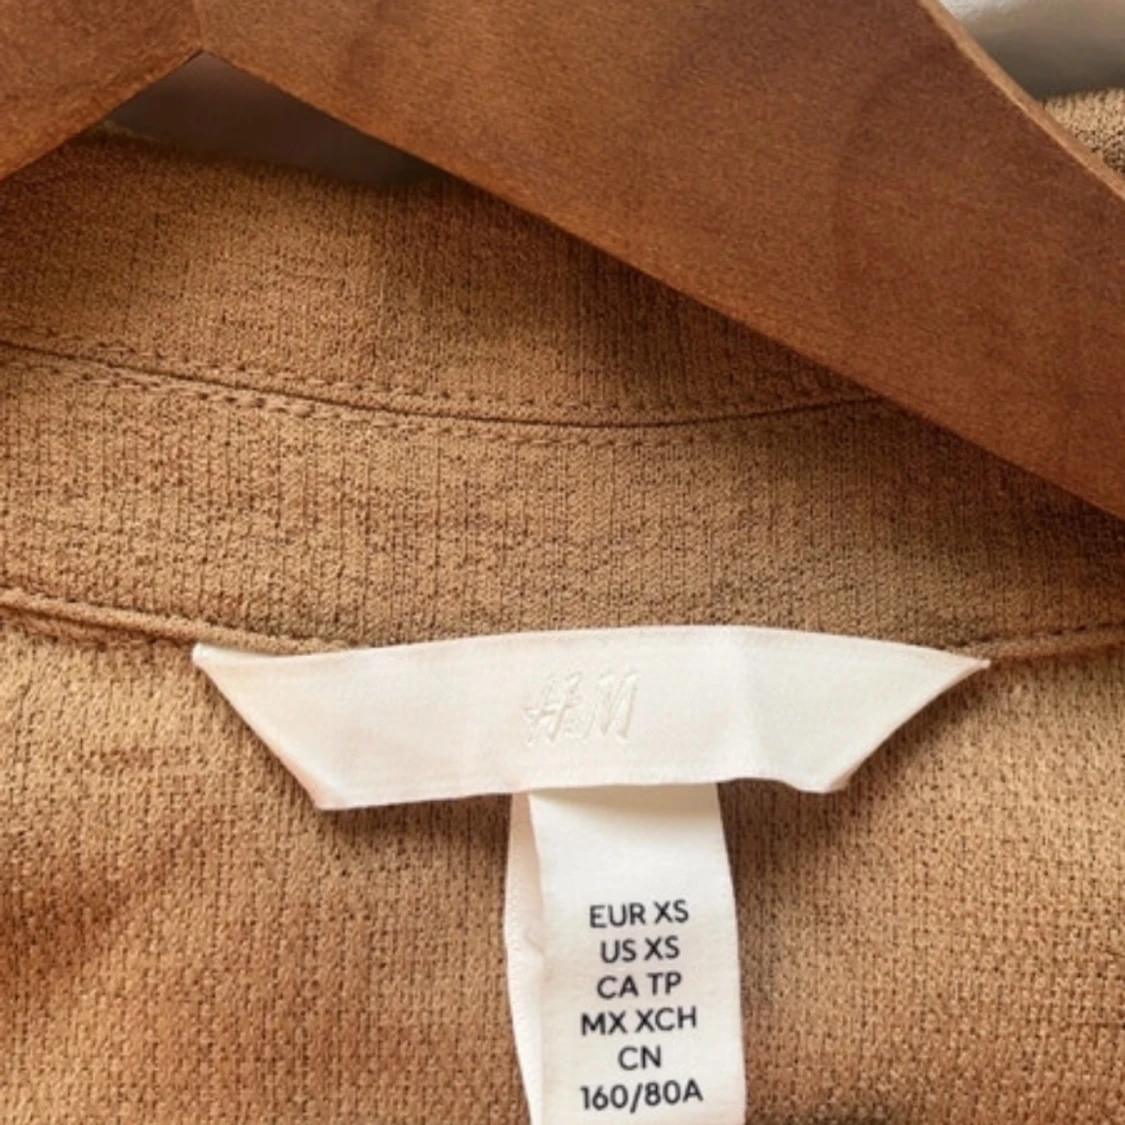 H&M
EUR XS
US XS
CA TP
MX XCH
CN
160/80A